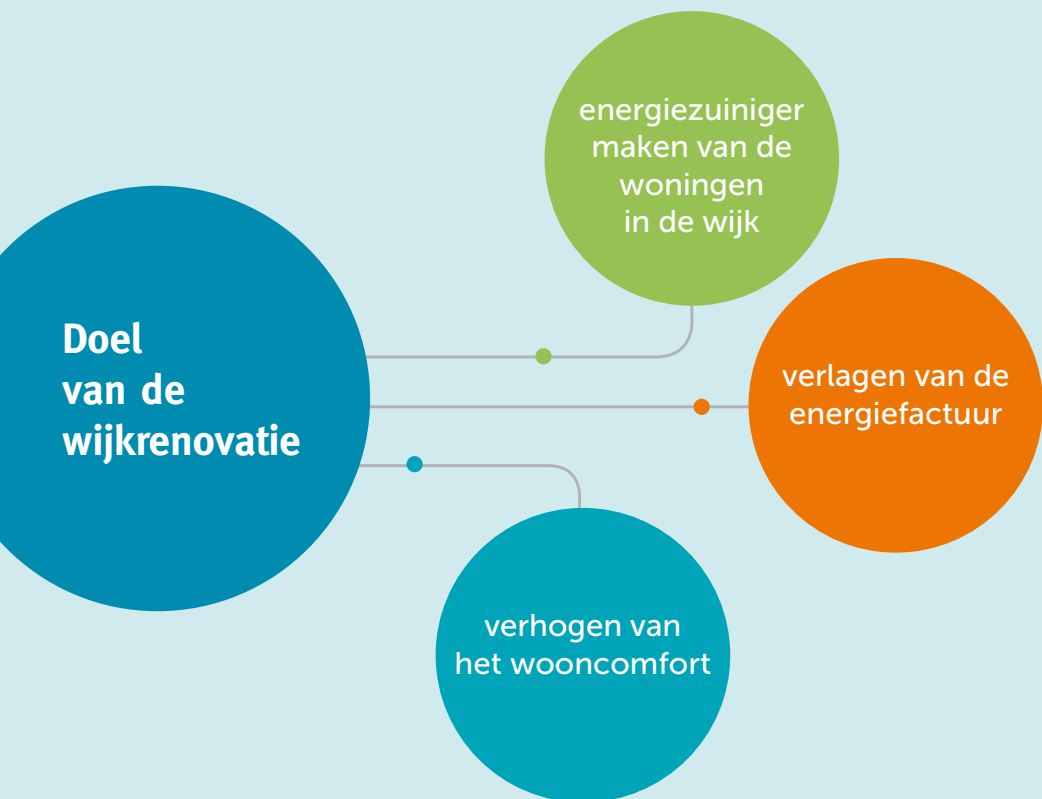 Doel
van de
wijkrenovatie
energiezuiniger
maken van de
woningen
in de wijk
verlagen van de
energiefactuur
verhogen van
het wooncomfort